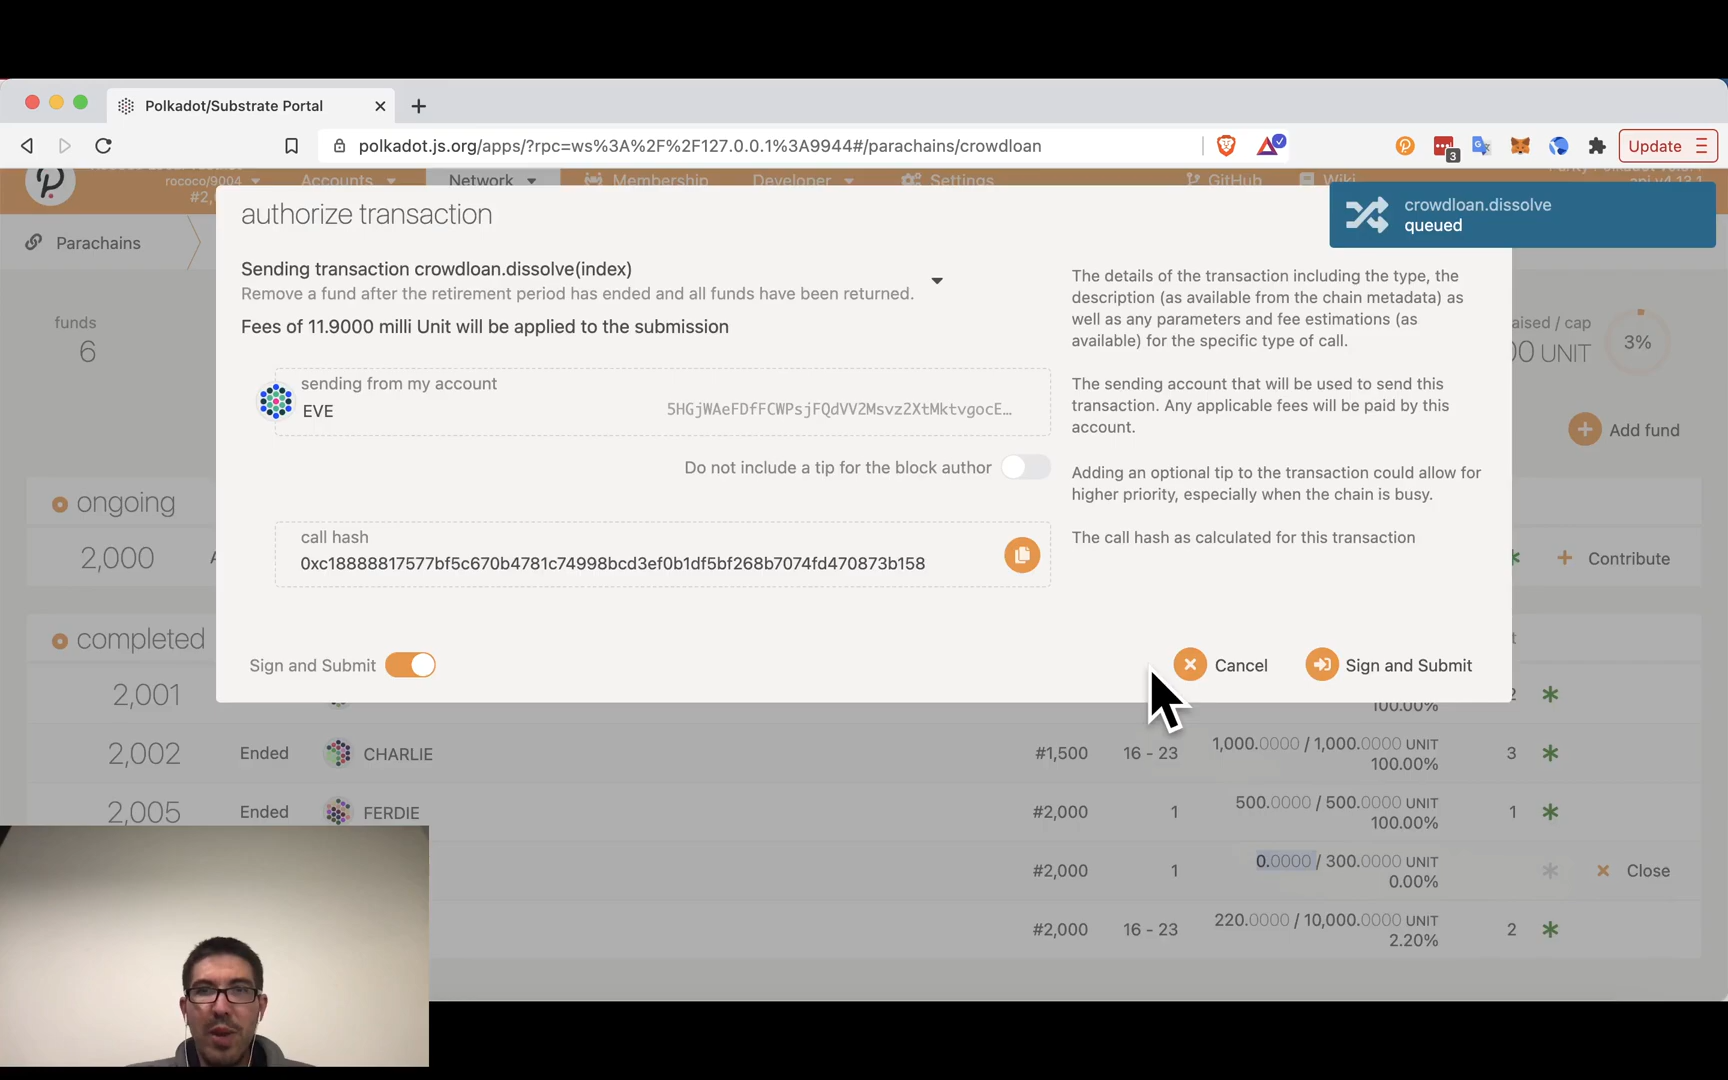 Polkadot/Substrate Portal
polkadot.js.org/apps/?rpc=ws%3A%2F%2F127.0.0.1%3A9944#/parachains/crowdloan
3
Update
rococo/9004
#2,
Accounts
Network
Membership
Developer
Settings
GitHub
Wiki
crowdloan.dissolve
queued
Parachains
authorize transaction
Sending transaction crowdloan.dissolve(index)
Remove a fund after the retirement period has ended and all funds have been returned.
Fees of 11.9000 milli Unit will be applied to the submission
The details of the transaction including the type, the
description (as available from the chain metadata) as
well as any parameters and fee estimations (as
available) for the specific type of call.
funds
6
aised / cap
00 UNIT
3%
sending from my account
EVE
5HGjWAeFDfFCWPsjFQdVV2Msvz2XtMktvgocE...
The sending account that will be used to send this
transaction. Any applicable fees will be paid by this
account.
Add fund
Do not include a tip for the block author
Adding an optional tip to the transaction could allow for
higher priority, especially when the chain is busy.
ongoing
call hash
0xc18888817577bf5c670b4781c74998bcd3ef0b1df5bf268b7074fd470873b158
The call hash as calculated for this transaction
2,000
Contribute
completed
Sign and Submit
Cancel
Sign and Submit
2,001
2
100.00%
2,002 Ended CHARLIE #1,500 16 - 23 1,000.0000 / 1,000.0000 UNIT 3
100.00%
2,005 Ended FERDIE #2,000 1 500.0000 / 500.0000 UNIT 1
100.00%
#2,000 1 0.0000 / 300.0000 UNIT Close
0.00%
#2,000 16 - 23 220.0000 / 10,000.0000 UNIT 2
2.20%